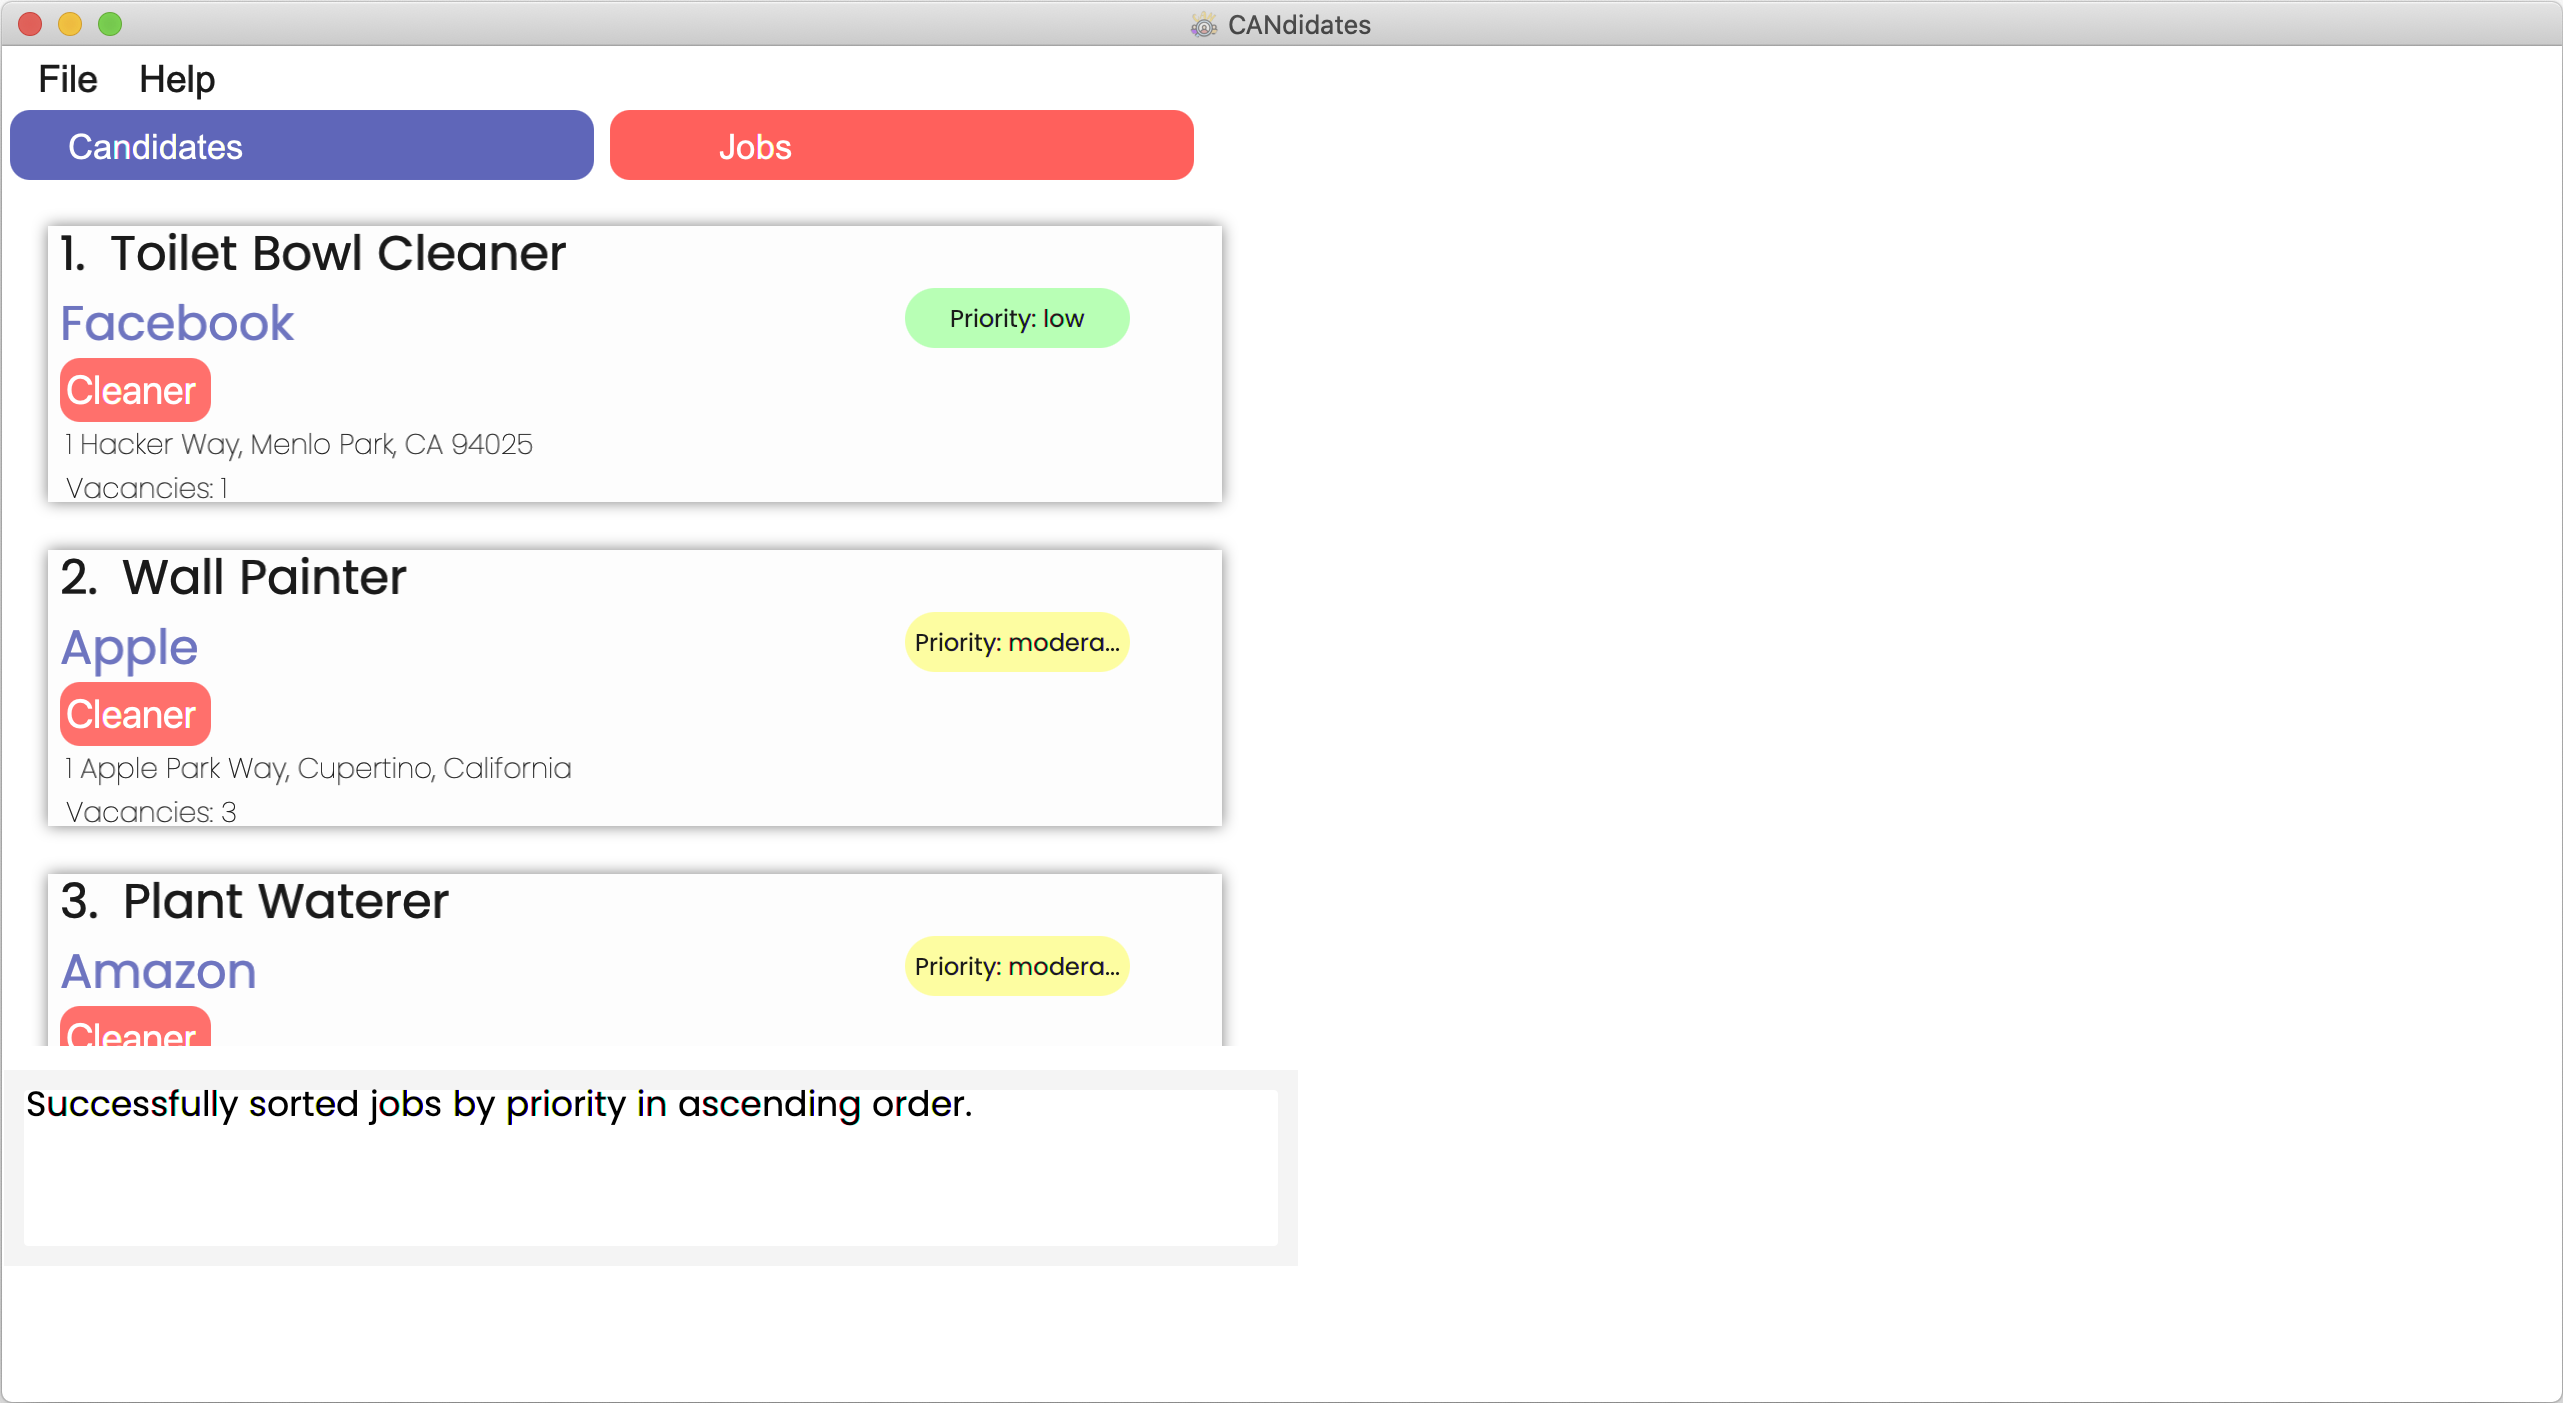 CANdidates
File Help
Candidates Jobs
1. Toilet Bowl Cleaner
Facebook
Priority: low
Cleaner
1 Hacker Way, Menlo Park, CA 94025
Vacancies: 1
2. Wall Painter
Apple
Priority: modera...
Cleaner
1 Apple Park Way, Cupertino, California
Vacancies: 3
3. Plant Waterer
Amazon
Priority: modera...
Cleaner
Successfully sorted jobs by priority in ascending order.